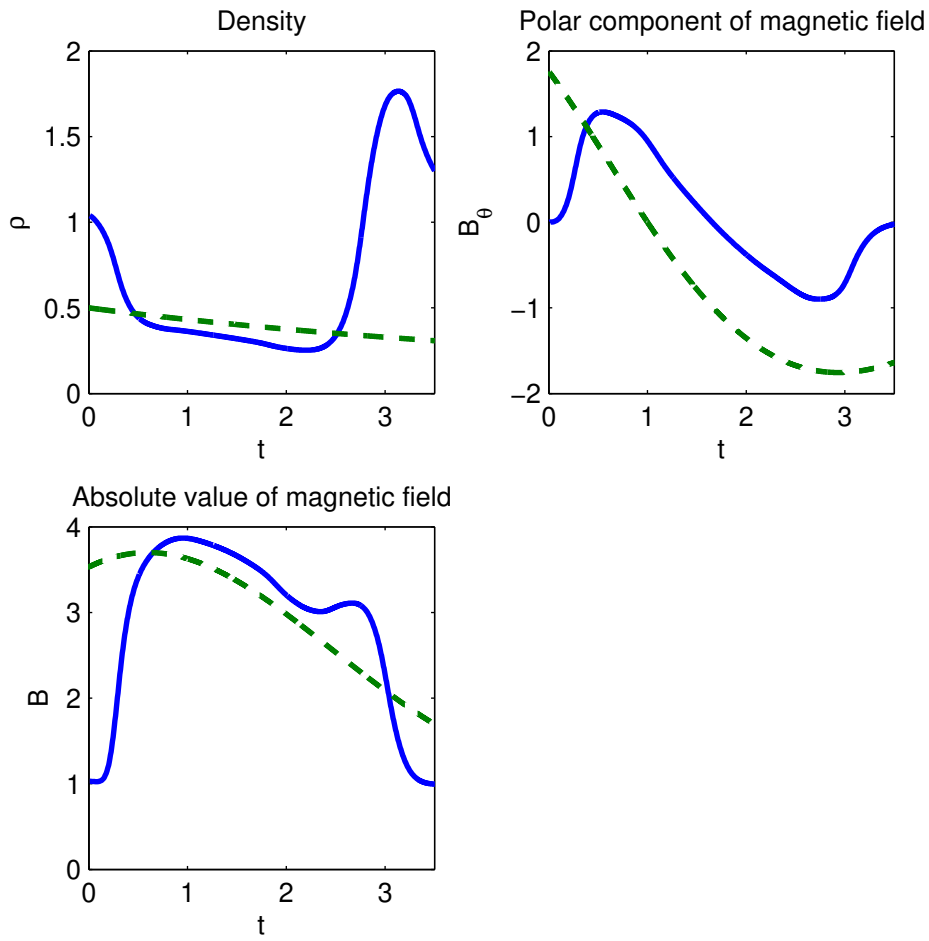 Density
2
1.5
1
0.5
0
ρ
0 1 2 3
t
Polar component of magnetic field
2
1
0
−1
−2
B_θ
0 1 2 3
t
Absolute value of magnetic field
4
3
2
1
0
B
0 1 2 3
t